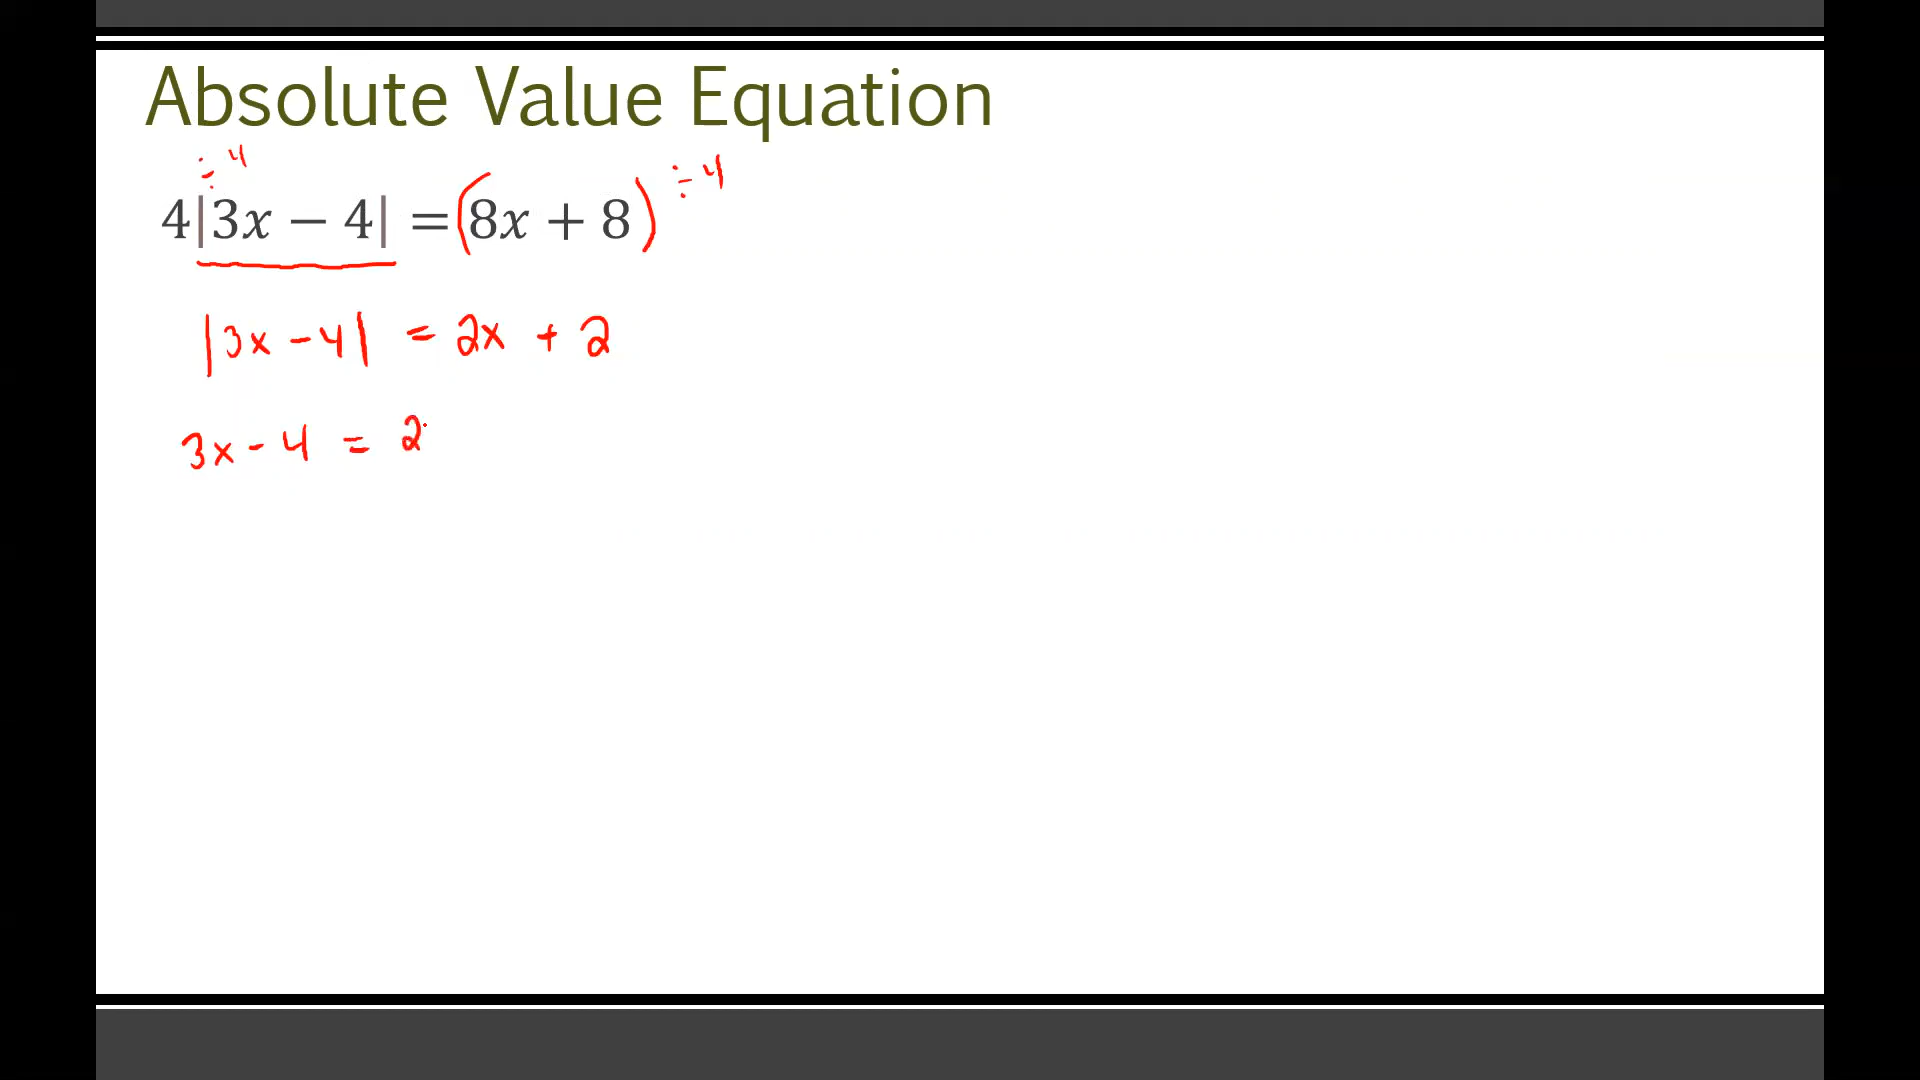 Absolute Value Equation
÷4 ÷4
4|3x − 4| = (8x + 8)
|3x - 4| = 2x + 2
3x - 4 = 2